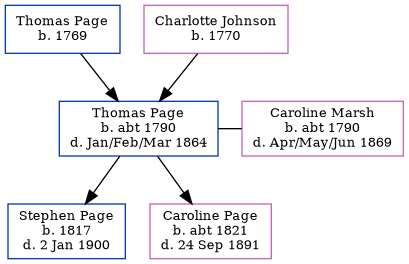 Thomas Page
b. 1769
Charlotte Johnson
b. 1770
Thomas Page
b. abt 1790
d. Jan/Feb/Mar 1864
Caroline Marsh
b. abt 1790
d. Apr/May/Jun 1869
Stephen Page
b. 1817
d. 2 Jan 1900
Caroline Page
b. abt 1821
d. 24 Sep 1891